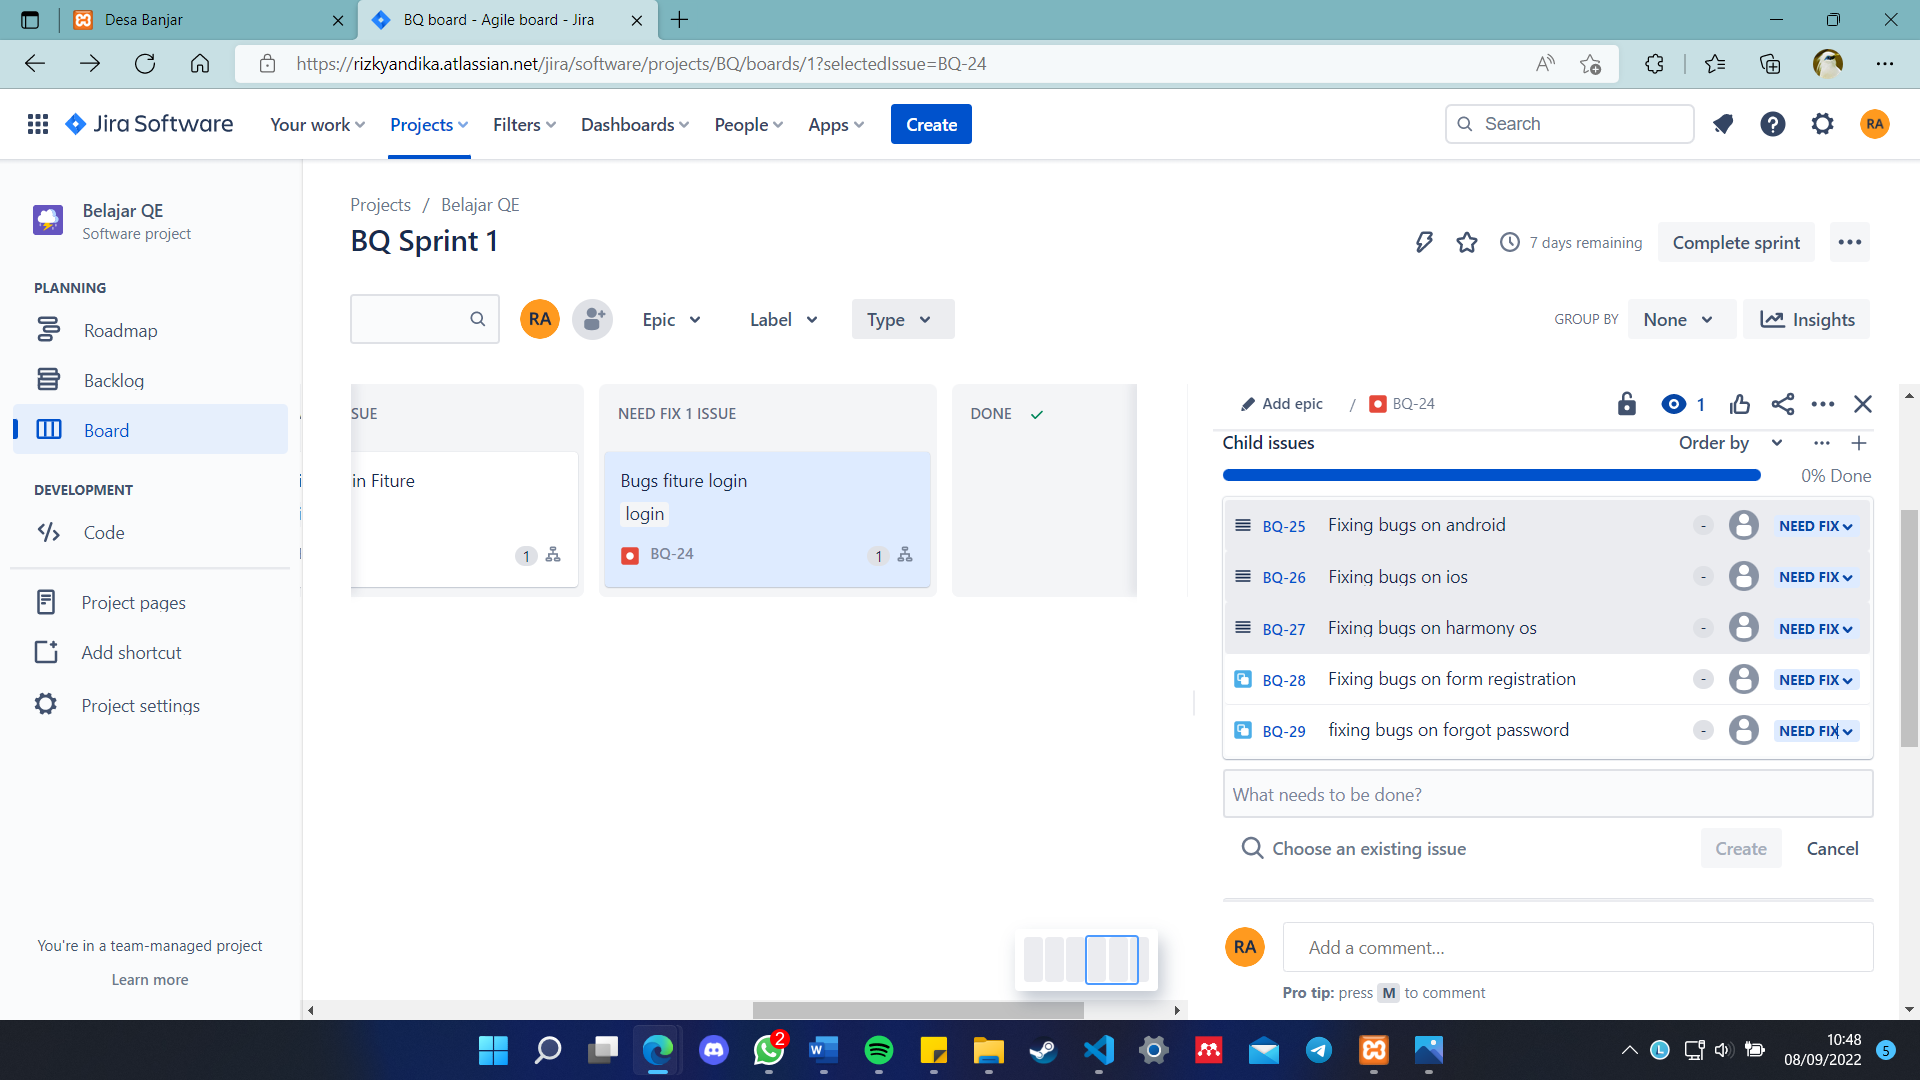 Desa Banjar
BQ board - Agile board - Jira
https://rizkyandika.atlassian.net/jira/software/projects/BQ/boards/1?selectedIssue=BQ-24
Jira Software
Your work
Projects
Filters
Dashboards
People
Apps
Create
Search
RA
Belajar QE
Software project
PLANNING
Roadmap
Backlog
Board
DEVELOPMENT
Code
Project pages
Add shortcut
Project settings
You're in a team-managed project
Learn more
Projects / Belajar QE
BQ Sprint 1
7 days remaining
Complete sprint
RA
Epic
Label
Type
GROUP BY
None
Insights
SUE
in Fiture
1
NEED FIX 1 ISSUE
Bugs fiture login
login
BQ-24
1
DONE
Add epic / BQ-24
1
Child issues
Order by
0% Done
BQ-25 Fixing bugs on android - NEED FIX
BQ-26 Fixing bugs on ios - NEED FIX
BQ-27 Fixing bugs on harmony os - NEED FIX
BQ-28 Fixing bugs on form registration - NEED FIX
BQ-29 fixing bugs on forgot password - NEED FIX
What needs to be done?
Choose an existing issue
Create
Cancel
RA
Add a comment...
Pro tip: press M to comment
2
10:48
08/09/2022
5